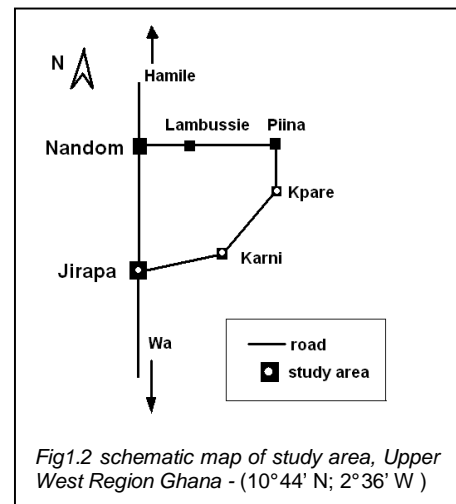 N
Hamile
Lambussie
Piina
Nandom
Kpare
Karni
Jirapa
Wa
road
study area
Fig1.2 schematic map of study area, Upper
West Region Ghana - (10°44' N; 2°36' W )